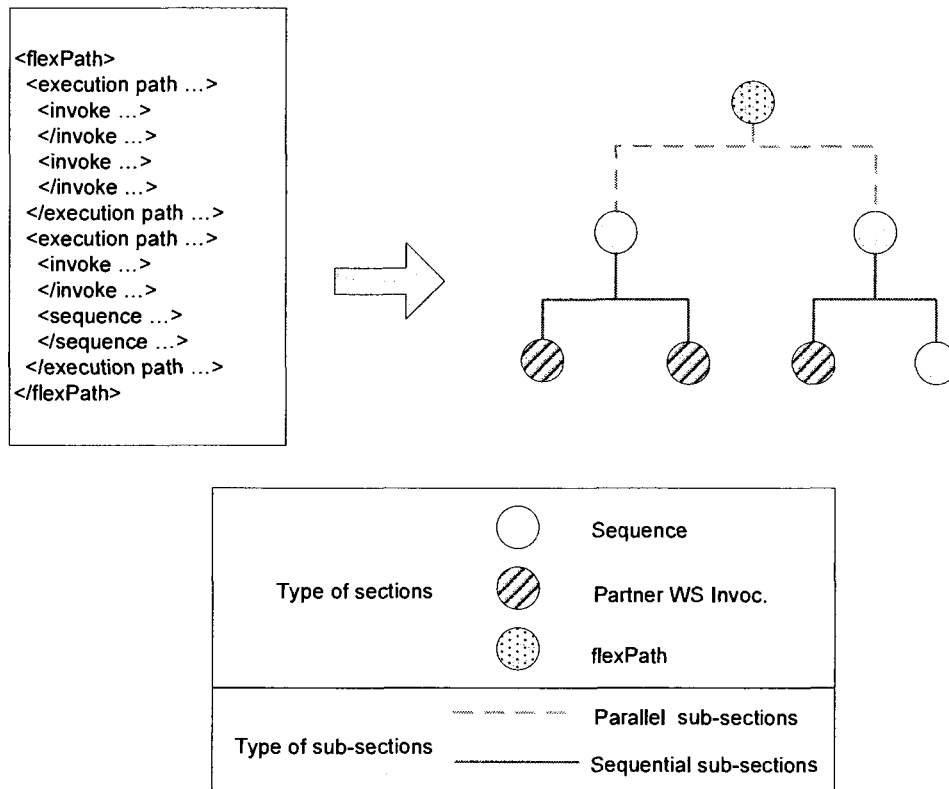 <flexPath>
<execution path ...>
<invoke ...>
</invoke ...>
<invoke ...>
</invoke ...>
</execution path ...>
<execution path ...>
<invoke ...>
</invoke ...>
<sequence ...>
</sequence ...>
</execution path ...>
</flexPath>
Type of sections
Sequence
Partner WS Invoc.
flexPath
Type of sub-sections
Parallel sub-sections
Sequential sub-sections